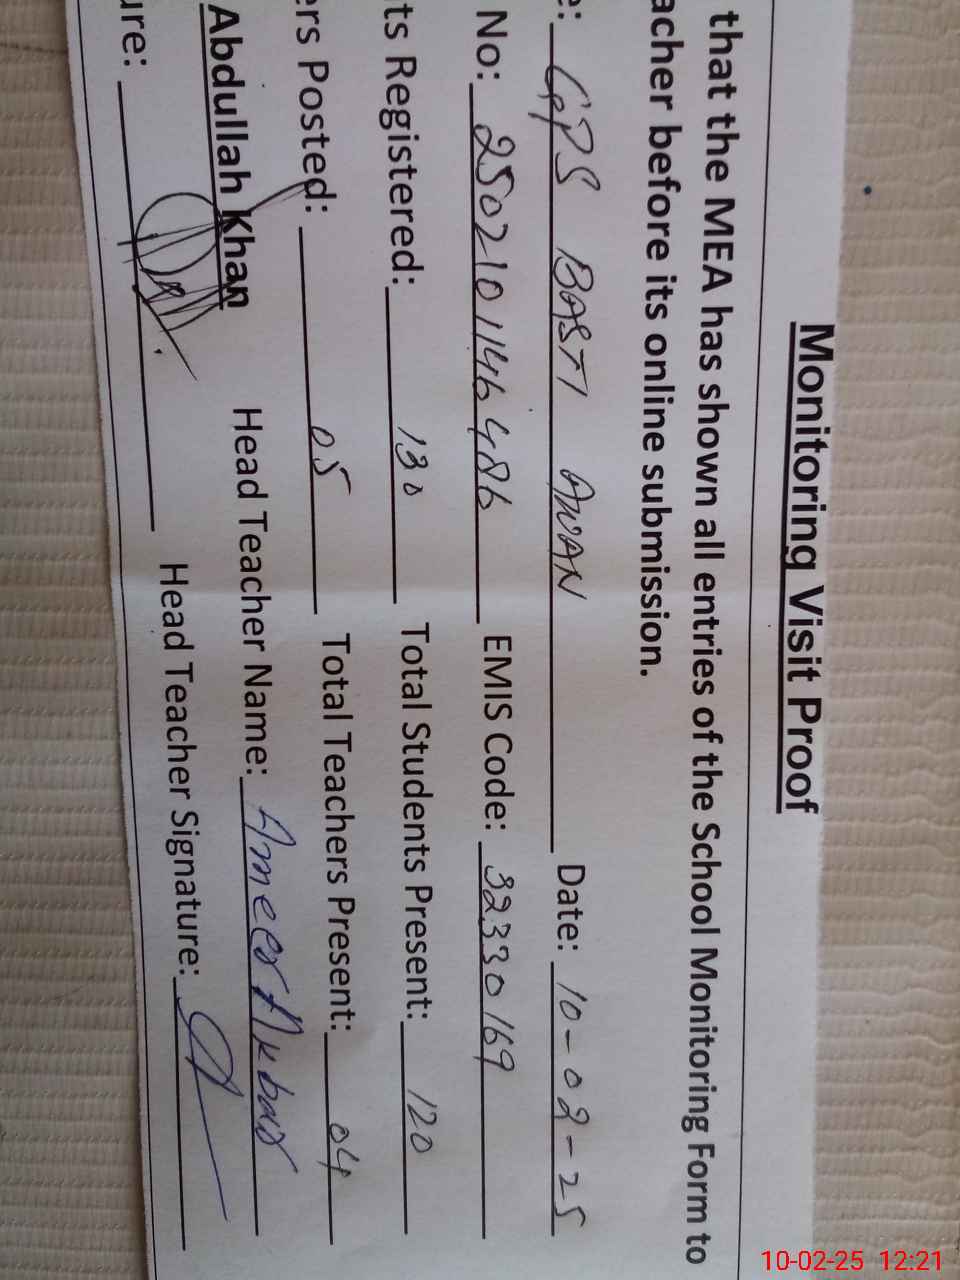 Monitoring Visit Proof
that the MEA has shown all entries of the School Monitoring Form to
acher before its online submission.
e: GPS BASTI AWAN Date: 10-02-25
No: 2502101146486 EMIS Code: 32330169
ts Registered: 130 Total Students Present: 120
ers Posted: 05 Total Teachers Present: 04
Abdullah Khan Head Teacher Name: Ameer Akbar
ure: Head Teacher Signature:
10-02-25 12:21